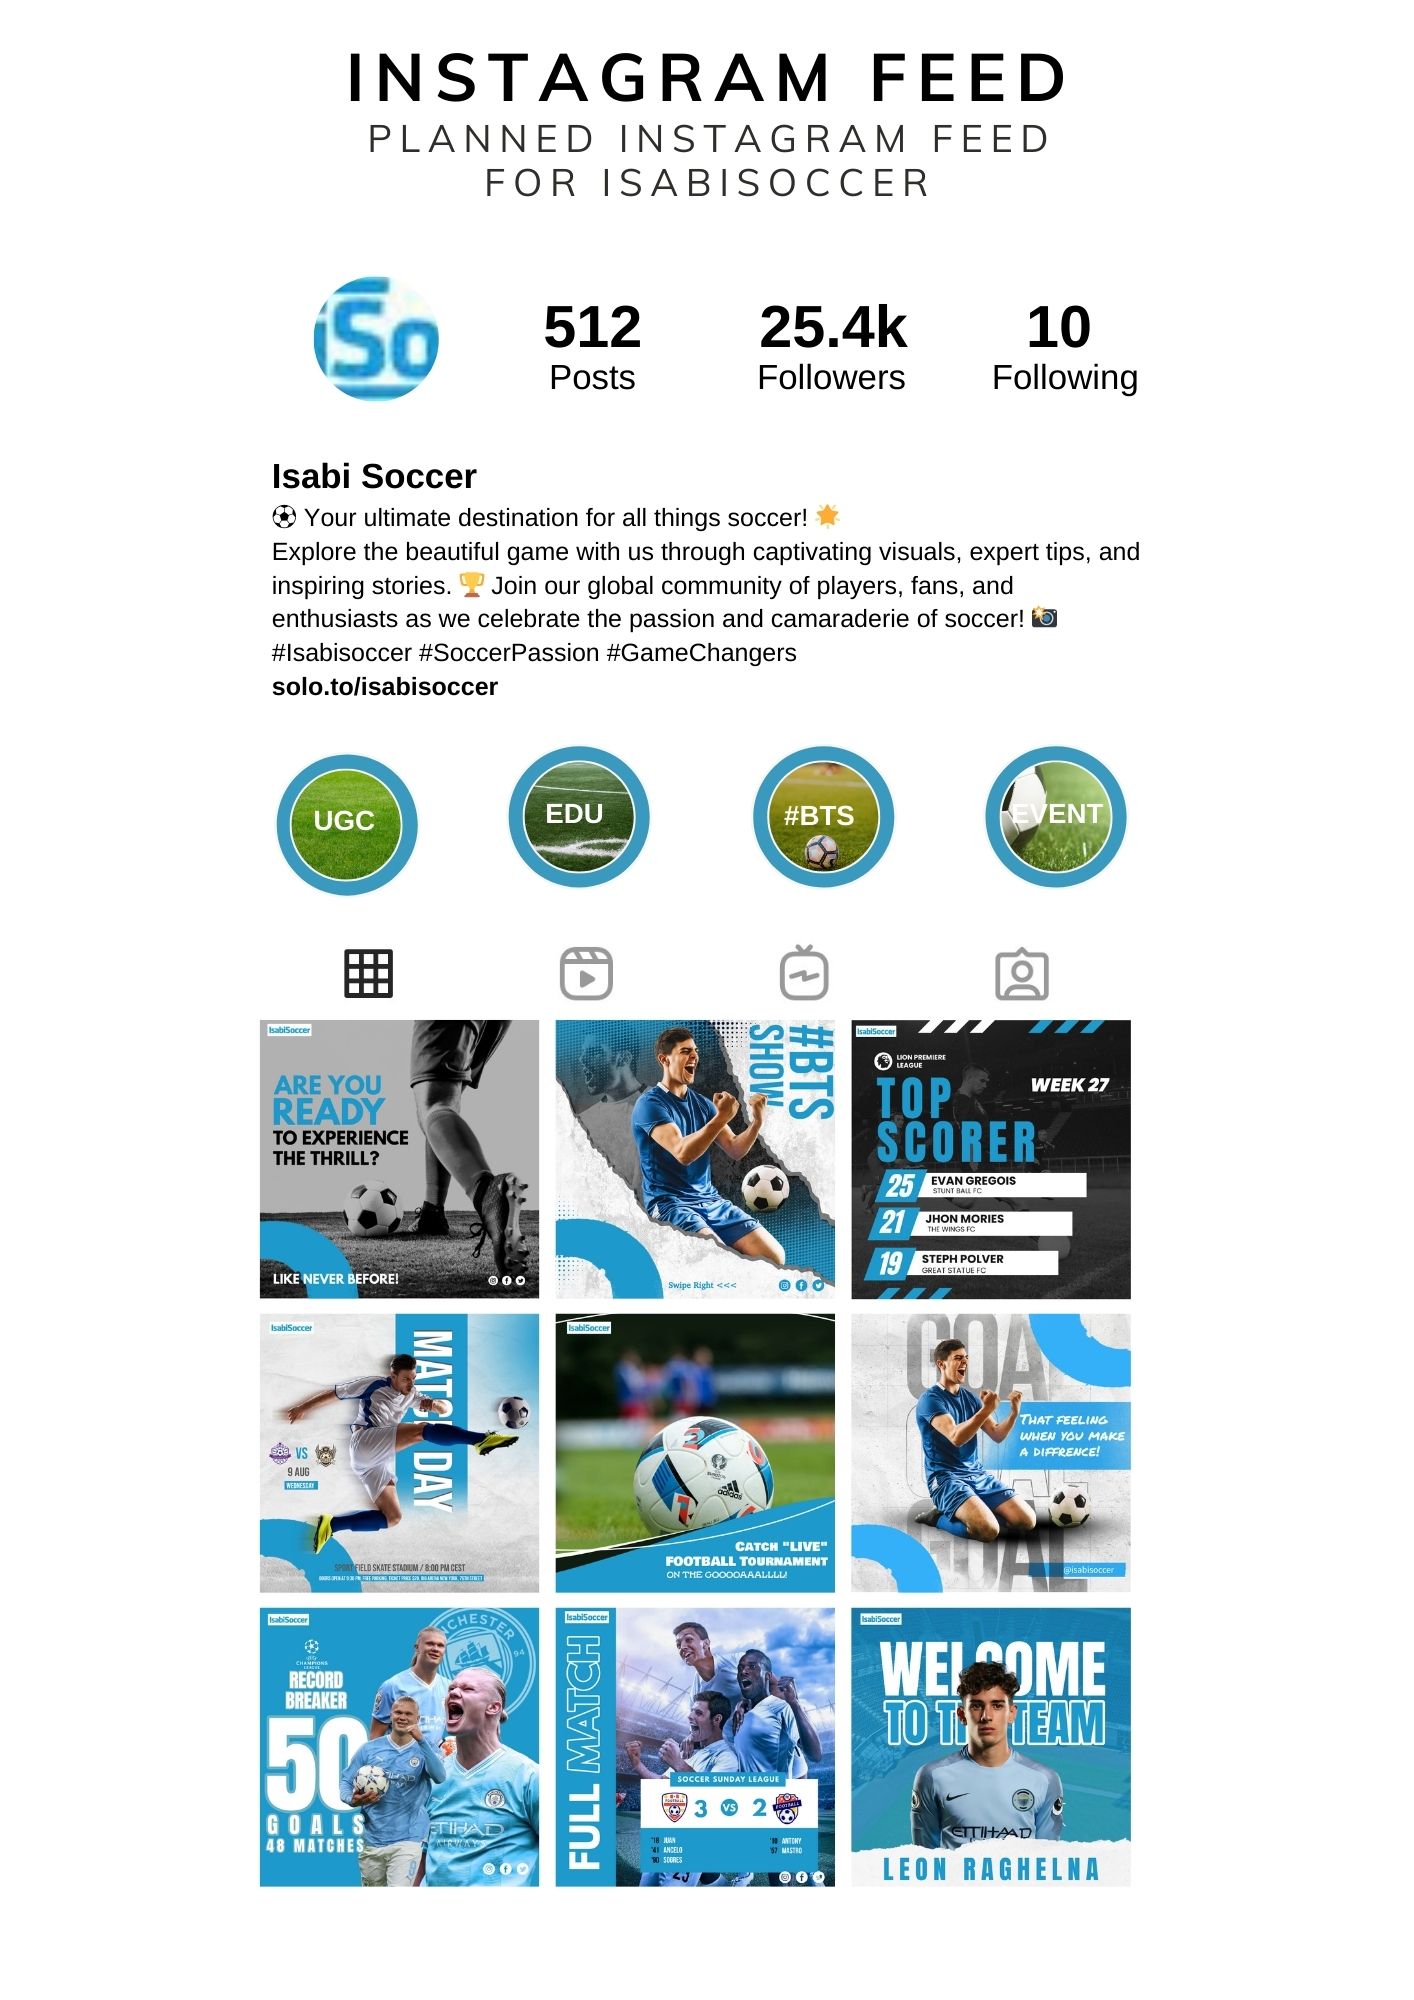 INSTAGRAM FEED
PLANNED INSTAGRAM FEED
FOR ISABISOCCER
iSo
512
Posts
25.4k
Followers
10
Following
Isabi Soccer
⚽ Your ultimate destination for all things soccer! 🌟
Explore the beautiful game with us through captivating visuals, expert tips, and
inspiring stories. 🏆 Join our global community of players, fans, and
enthusiasts as we celebrate the passion and camaraderie of soccer! 📸
#Isabisoccer #SoccerPassion #GameChangers
solo.to/isabisoccer
UGC
EDU
#BTS
EVENT
IsabiSoccer
ARE YOU
READY
TO EXPERIENCE
THE THRILL?
LIKE NEVER BEFORE!
#BTS
SHOW
Swipe Right <<<
IsabiSoccer
LION PREMIERE
LEAGUE
WEEK 27
TOP
SCORER
25 EVAN GREGOIS
STUNT BALL FC
21 JHON MORIES
THE WINGS FC
19 STEPH POLVER
GREAT STATUE FC
IsabiSoccer
MATCH DAY
VS
9 AUG
WEDNESDAY
SPORT FIELD SKATE STADIUM / 8:00 PM CEST
IsabiSoccer
adidas
CATCH "LIVE"
FOOTBALL TOURNAMENT
ON THE GOOOOAAALLLL!
GOAL
GOAL
GOAL
THAT FEELING
WHEN YOU MAKE
A DIFFRENCE!
@isabisoccer
IsabiSoccer
CHESTER
94
CHAMPIONS
LEAGUE
RECORD
BREAKER
50
GOALS
48 MATCHES
ETIHAD
AIRWAYS
IsabiSoccer
FULL MATCH
SOCCER SUNDAY LEAGUE
3 VS 2
'18 JUAN
'41 ANCELO
'90 SOGRES
'10 ANTONY
'57 MASTRO
IsabiSoccer
WELCOME
TO THE TEAM
ETIHAD
LEON RAGHELNA